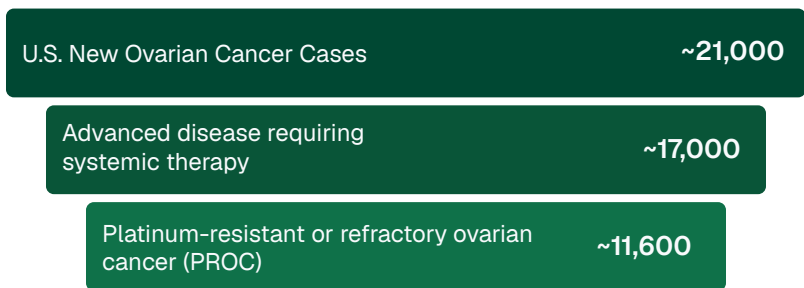 U.S. New Ovarian Cancer Cases ~21,000
Advanced disease requiring
systemic therapy ~17,000
Platinum-resistant or refractory ovarian
cancer (PROC) ~11,600